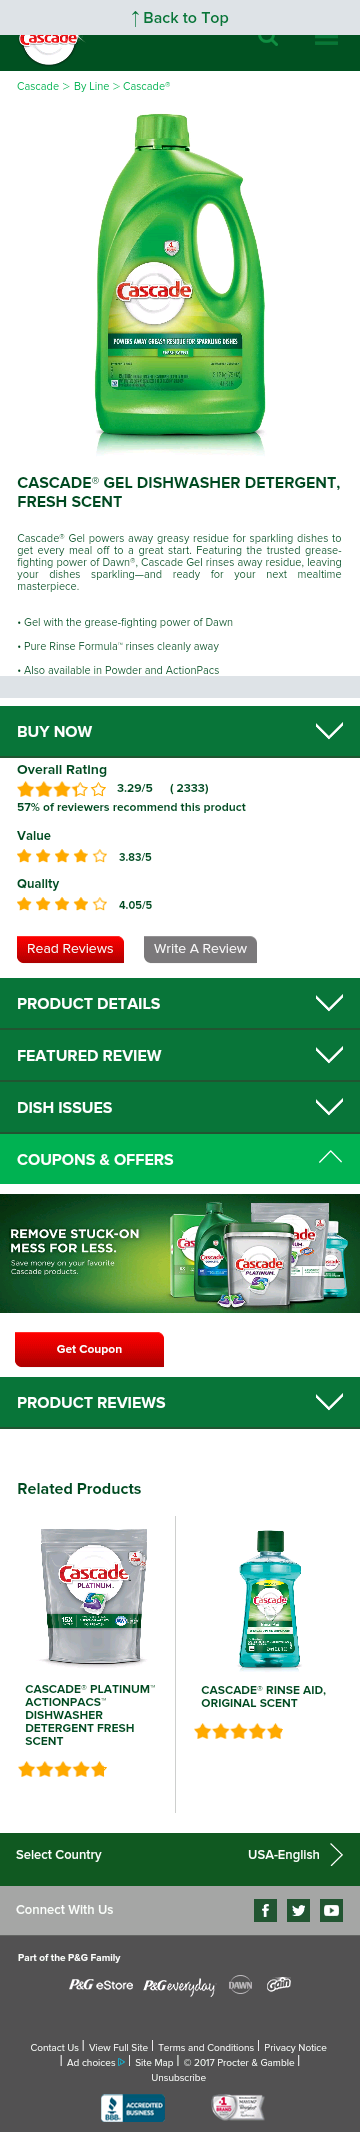 ↑ Back to Top
Cascade
Cascade > By Line > Cascade®
Cascade
POWERS AWAY GREASY RESIDUE FOR SPARKLING DISHES
FRESH SCENT
CASCADE® GEL DISHWASHER DETERGENT,
FRESH SCENT
Cascade® Gel powers away greasy residue for sparkling dishes to
get every meal off to a great start. Featuring the trusted grease-
fighting power of Dawn®, Cascade Gel rinses away residue, leaving
your dishes sparkling—and ready for your next mealtime
masterpiece.
• Gel with the grease-fighting power of Dawn
• Pure Rinse Formula™ rinses cleanly away
• Also available in Powder and ActionPacs
BUY NOW
Overall Rating
3.29/5 ( 2333)
57% of reviewers recommend this product
Value
3.83/5
Quality
4.05/5
Read Reviews Write A Review
PRODUCT DETAILS
FEATURED REVIEW
DISH ISSUES
COUPONS & OFFERS
REMOVE STUCK-ON
MESS FOR LESS.
Save money on your favorite
Cascade products.
Cascade
Cascade
PLATINUM.
Cascade
Get Coupon
PRODUCT REVIEWS
Related Products
Cascade
PLATINUM.
Cascade
CASCADE® PLATINUM™
ACTIONPACS™
DISHWASHER
DETERGENT FRESH
SCENT
CASCADE® RINSE AID,
ORIGINAL SCENT
Select Country USA-English
Connect With Us
Part of the P&G Family
P&G eStore P&G everyday DAWN Gain
Contact Us | View Full Site | Terms and Conditions | Privacy Notice
| Ad choices | Site Map | © 2017 Procter & Gamble |
Unsubscribe
BBB ACCREDITED BUSINESS